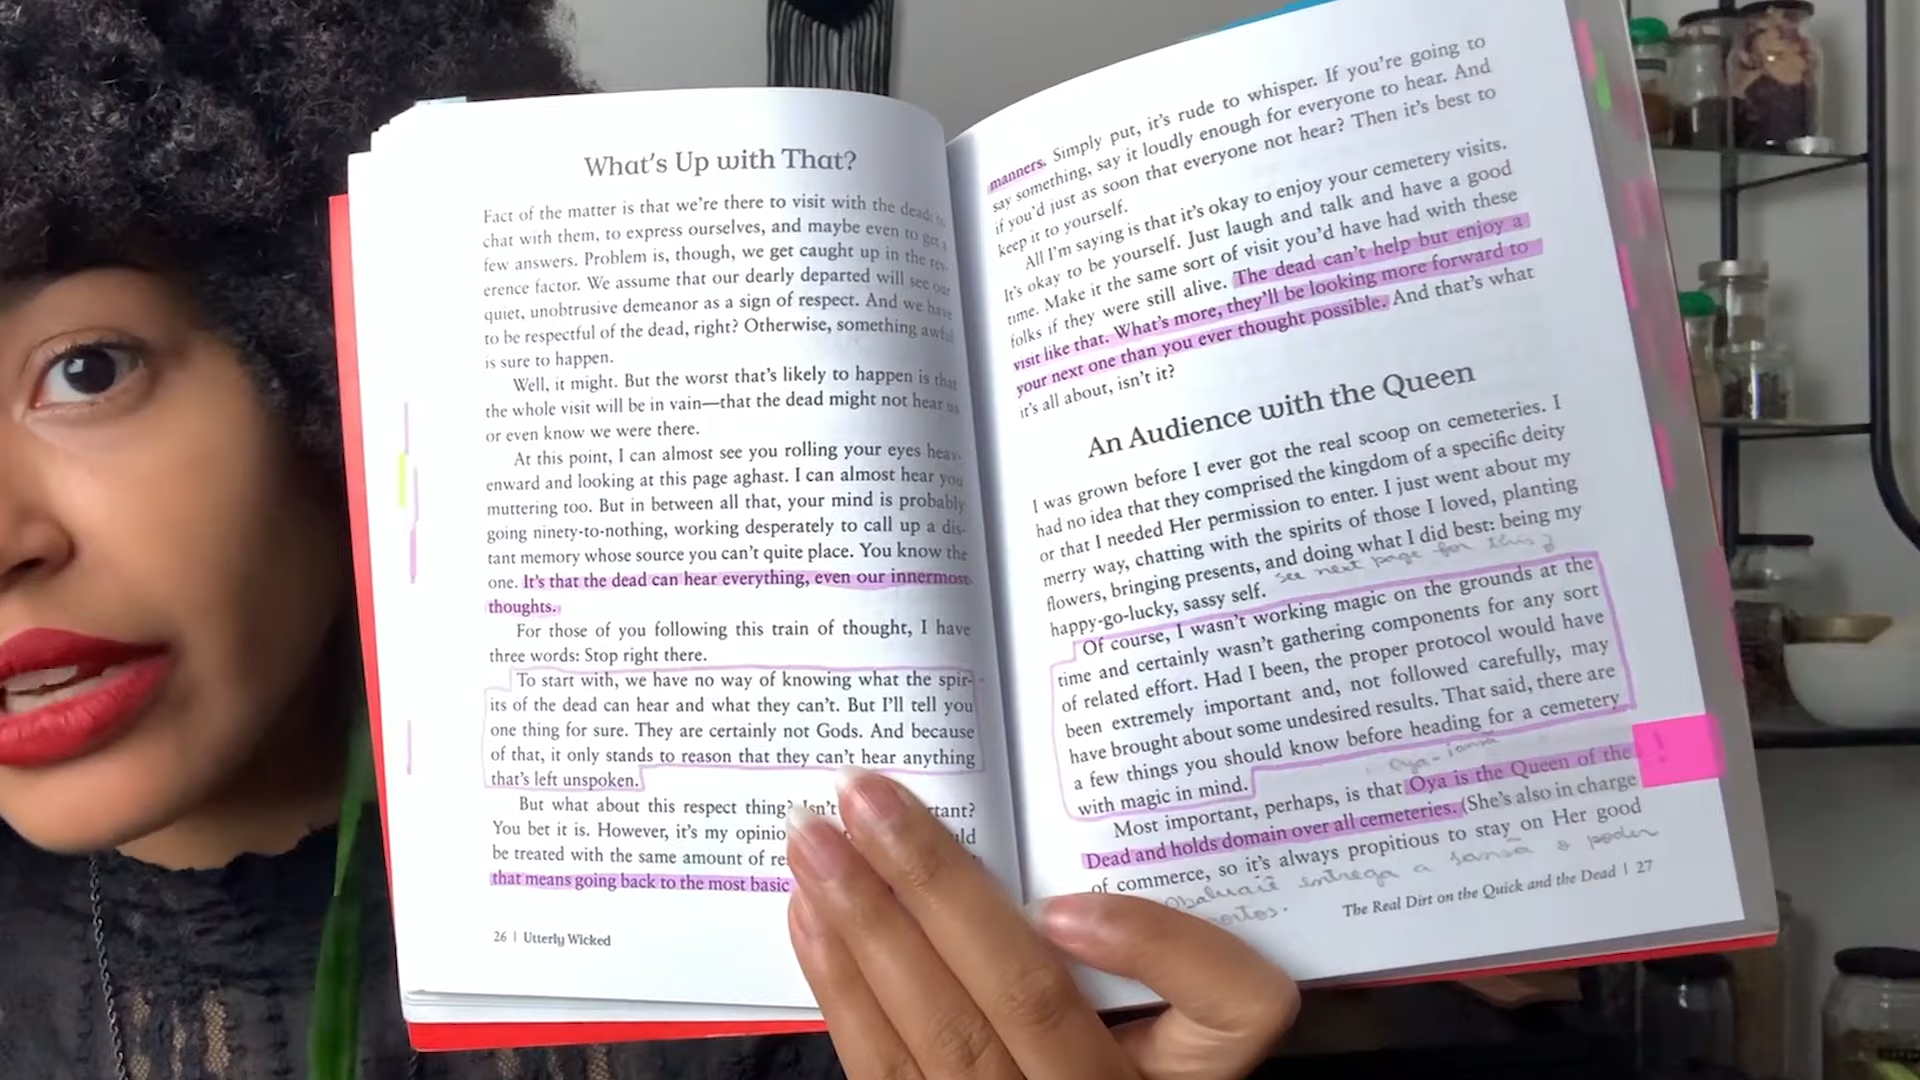 What's Up with That?
Fact of the matter is that we're there to visit with the dead, to
chat with them, to express ourselves, and maybe even to get a
few answers. Problem is, though, we get caught up in the rev-
erence factor. We assume that our dearly departed will see our
quiet, unobtrusive demeanor as a sign of respect. And we have
to be respectful of the dead, right? Otherwise, something awful
is sure to happen.
Well, it might. But the worst that's likely to happen is that
the whole visit will be in vain—that the dead might not hear us
or even know we were there.
At this point, I can almost see you rolling your eyes heav-
enward and looking at this page aghast. I can almost hear you
muttering too. But in between all that, your mind is probably
going ninety-to-nothing, working desperately to call up a dis-
tant memory whose source you can't quite place. You know the
one. It's that the dead can hear everything, even our innermost
thoughts.
For those of you following this train of thought, I have
three words: Stop right there.
To start with, we have no way of knowing what the spir-
its of the dead can hear and what they can't. But I'll tell you
one thing for sure. They are certainly not Gods. And because
of that, it only stands to reason that they can't hear anything
that's left unspoken.
But what about this respect thing? Isn't
You bet it is. However, it's my
be treated with the same amount of
that means going back to the most basic
26 | Utterly Wicked
manners. Simply put, it's rude to whisper. If you're going to
say something, say it loudly enough for everyone to hear. And
if you'd just as soon that everyone not hear? Then it's best to
keep it to yourself.
All I'm saying is that it's okay to enjoy your cemetery visits.
It's okay to be yourself. Just laugh and talk and have a good
time. Make it the same sort of visit you'd have had with these
folks if they were still alive. The dead can't help but enjoy a
visit like that. What's more, they'll be looking more forward to
your next one than you ever thought possible. And that's what
it's all about, isn't it?
An Audience with the Queen
I was grown before I ever got the real scoop on cemeteries. I
had no idea that they comprised the kingdom of a specific deity
or that I needed Her permission to enter. I just went about my
merry way, chatting with the spirits of those I loved, planting
flowers, bringing presents, and doing what I did best: being my
happy-go-lucky, sassy self. see next page for this
Of course, I wasn't working magic on the grounds at the
time and certainly wasn't gathering components for any sort
of related effort. Had I been, the proper protocol would have
been extremely important and, not followed carefully, may
have brought about some undesired results. That said, there are
a few things you should know before heading for a cemetery
with magic in mind.
oya-iansã
Most important, perhaps, is that Oya is the Queen of the
Dead and holds domain over all cemeteries. (She's also in charge
of commerce, so it's always propitious to stay on Her good
Obaluaiê entrega a Iansã o poder
The Real Dirt on the Quick and the Dead | 27